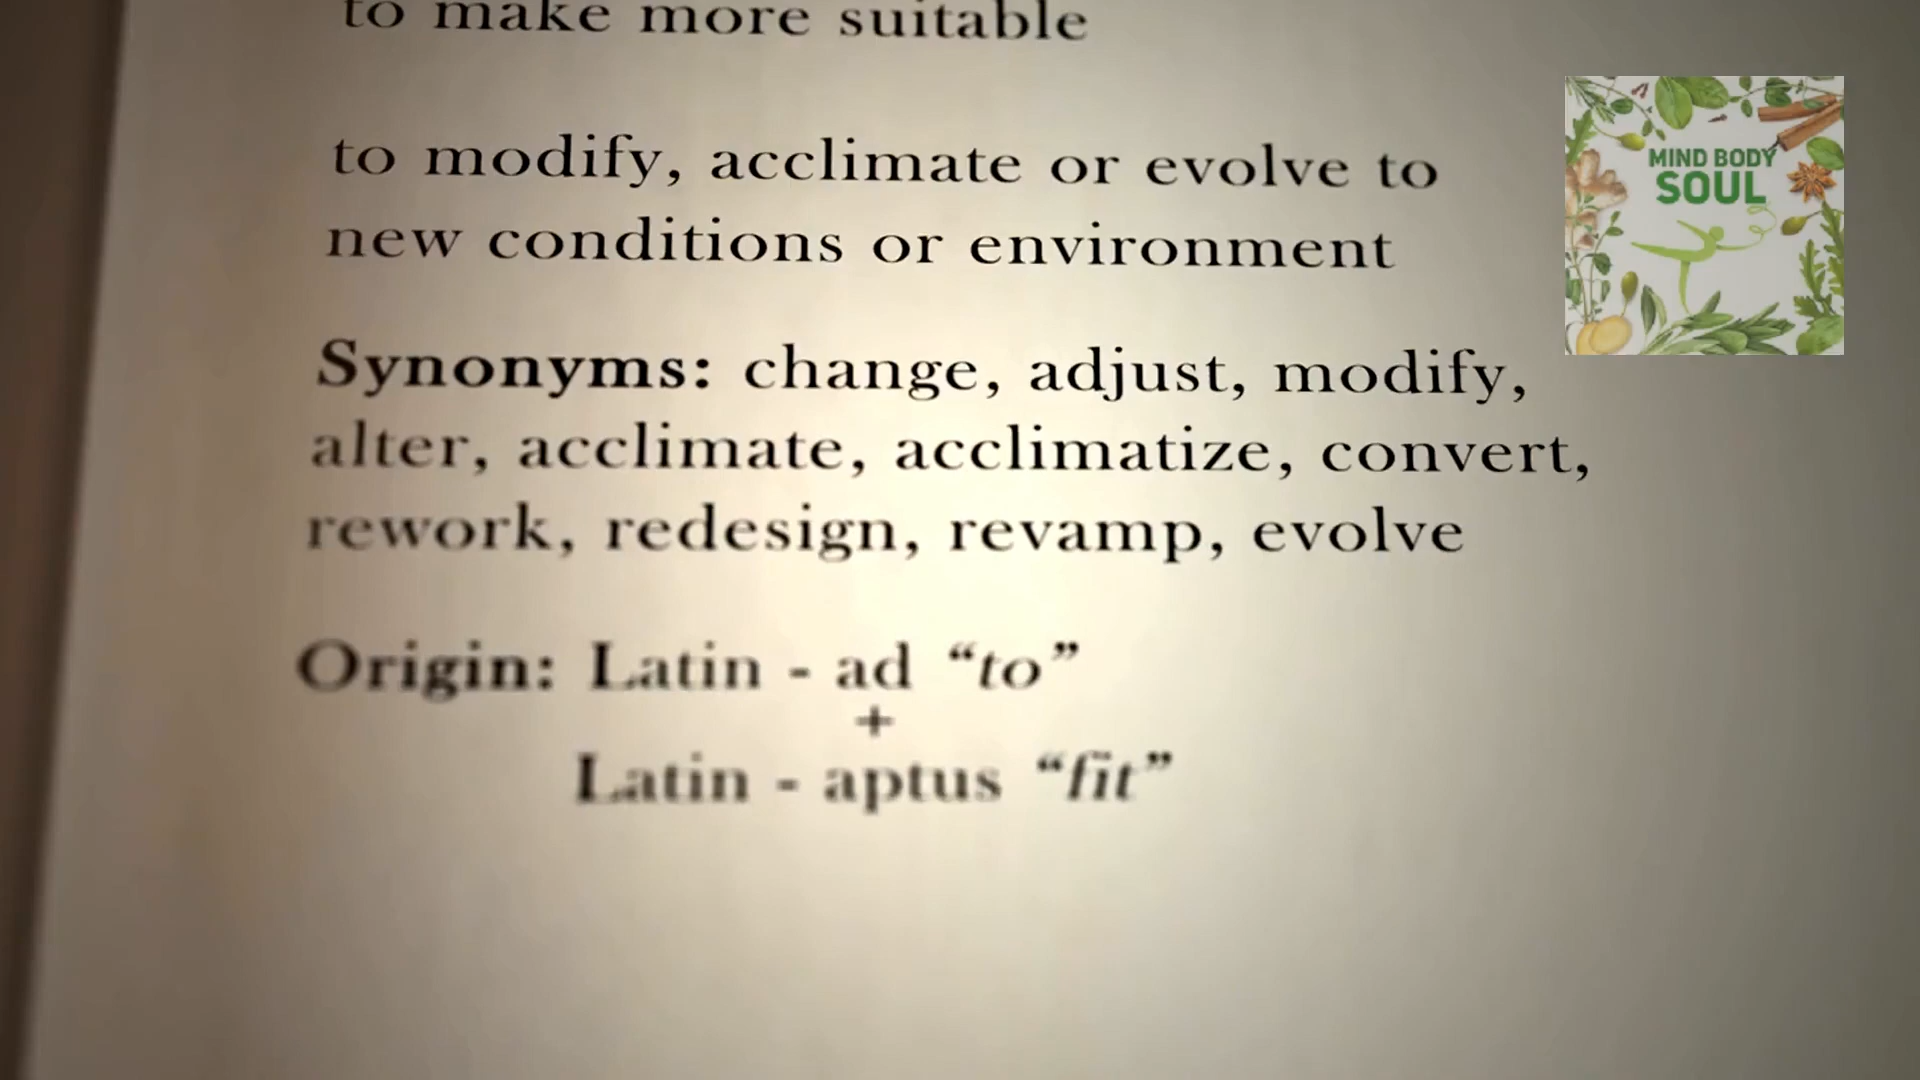 to make more suitable
to modify, acclimate or evolve to
new conditions or environment
Synonyms: change, adjust, modify,
alter, acclimate, acclimatize, convert,
rework, redesign, revamp, evolve
Origin: Latin - ad “to”
+
Latin - aptus “fit”
MIND BODY
SOUL